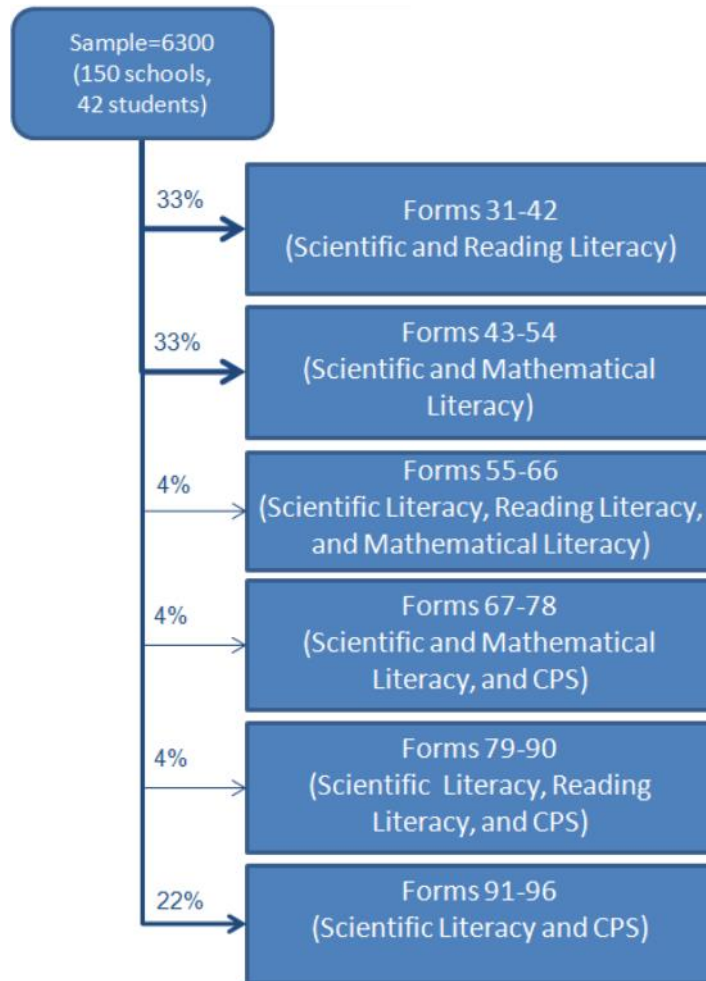 Sample=6300
(150 schools,
42 students)
33%
Forms 31-42
(Scientific and Reading Literacy)
33%
Forms 43-54
(Scientific and Mathematical
Literacy)
4%
Forms 55-66
(Scientific Literacy, Reading Literacy,
and Mathematical Literacy)
4%
Forms 67-78
(Scientific and Mathematical
Literacy, and CPS)
4%
Forms 79-90
(Scientific Literacy, Reading
Literacy, and CPS)
22%
Forms 91-96
(Scientific Literacy and CPS)